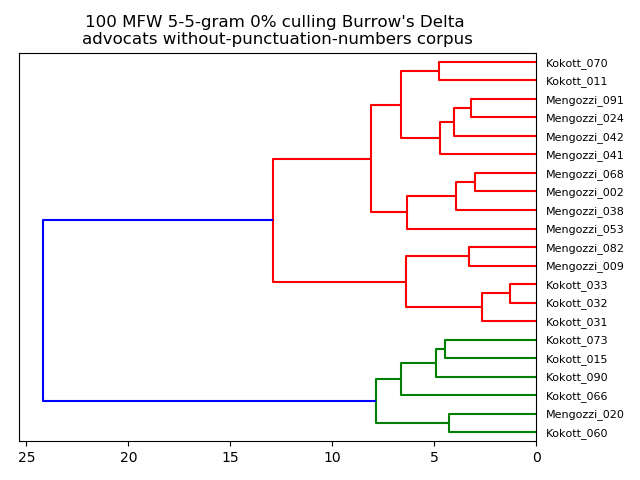 100 MFW 5-5-gram 0% culling Burrow's Delta
advocats without-punctuation-numbers corpus
Kokott_070
Kokott_011
Mengozzi_091
Mengozzi_024
Mengozzi_042
Mengozzi_041
Mengozzi_068
Mengozzi_002
Mengozzi_038
Mengozzi_053
Mengozzi_082
Mengozzi_009
Kokott_033
Kokott_032
Kokott_031
Kokott_073
Kokott_015
Kokott_090
Kokott_066
Mengozzi_020
Kokott_060
25 20 15 10 5 0